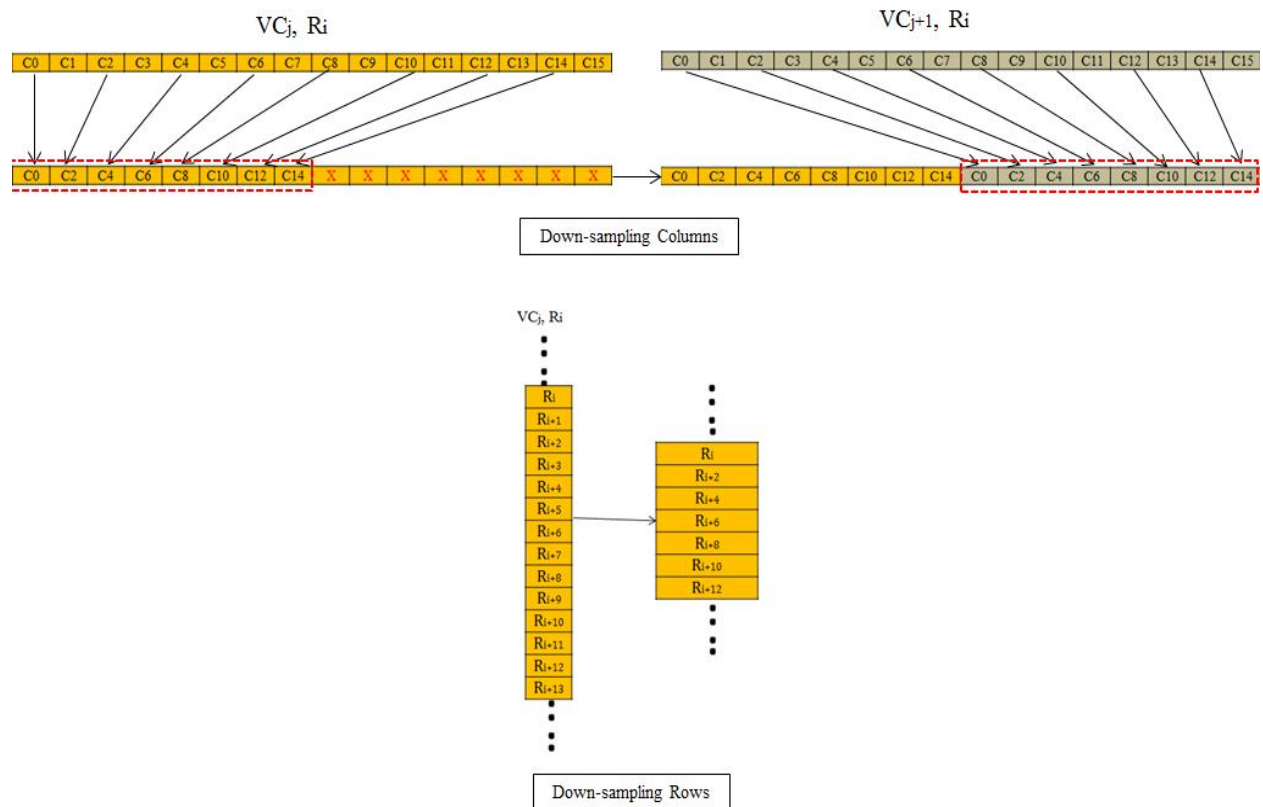 VCj, Ri VCj+1, Ri
C0 C1 C2 C3 C4 C5 C6 C7 C8 C9 C10 C11 C12 C13 C14 C15 C0 C1 C2 C3 C4 C5 C6 C7 C8 C9 C10 C11 C12 C13 C14 C15
C0 C2 C4 C6 C8 C10 C12 C14 X X X X X X X X C0 C2 C4 C6 C8 C10 C12 C14 C0 C2 C4 C6 C8 C10 C12 C14
Down-sampling Columns
VCj, Ri
Ri
Ri+1
Ri+2
Ri+3
Ri+4
Ri+5
Ri+6
Ri+7
Ri+8
Ri+9
Ri+10
Ri+11
Ri+12
Ri+13
Ri
Ri+2
Ri+4
Ri+6
Ri+8
Ri+10
Ri+12
Down-sampling Rows